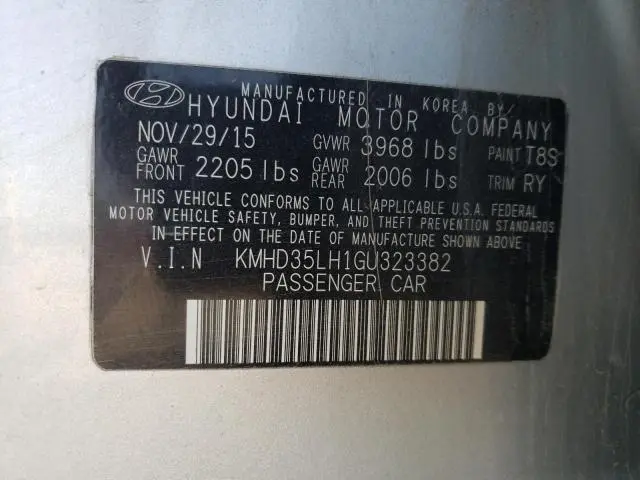 MANUFACTURED IN KOREA BY/
HYUNDAI MOTOR COMPANY
NOV/29/15 GVWR 3968 lbs PAINT T8S
GAWR FRONT 2205 lbs GAWR REAR 2006 lbs TRIM RY
THIS VEHICLE CONFORMS TO ALL APPLICABLE U.S.A. FEDERAL
MOTOR VEHICLE SAFETY, BUMPER, AND THEFT PREVENTION STANDARDS
IN EFFECT ON THE DATE OF MANUFACTURE SHOWN ABOVE.
V.I.N KMHD35LH1GU323382
PASSENGER CAR